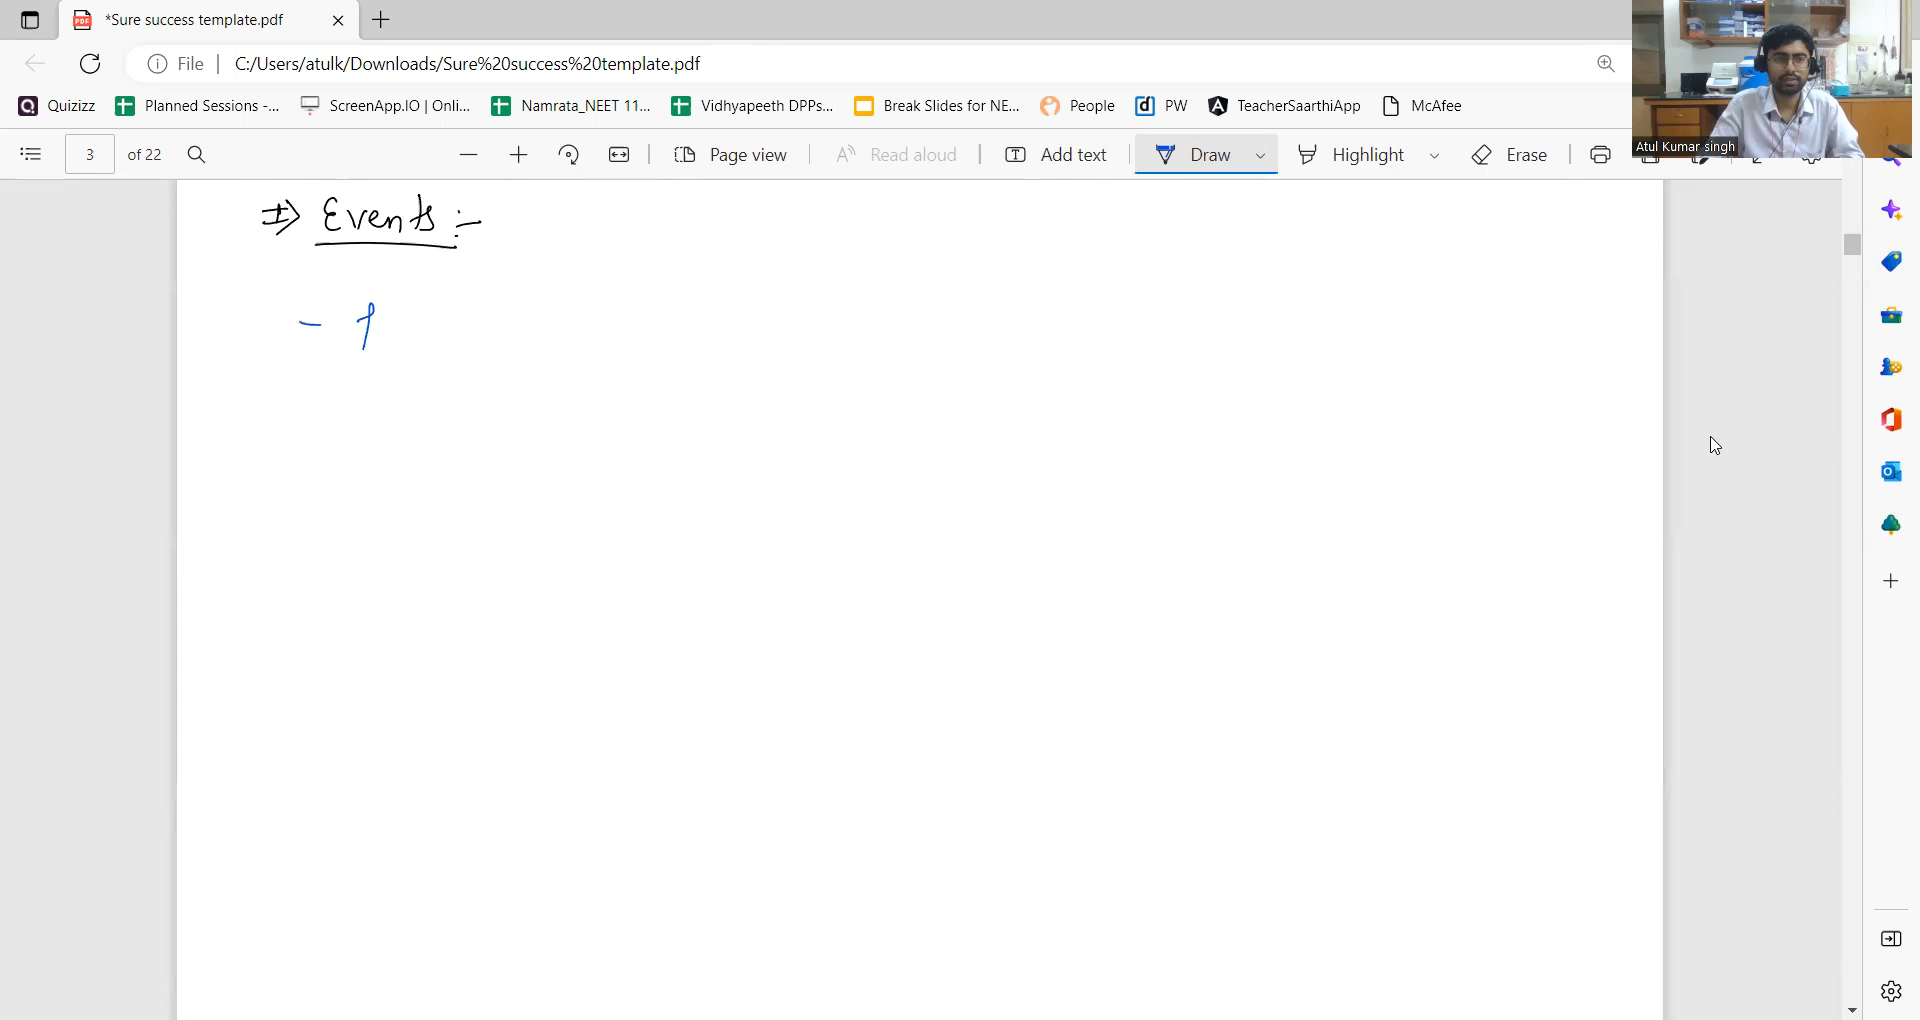 *Sure success template.pdf
File C:/Users/atulk/Downloads/Sure%20success%20template.pdf
Quizizz Planned Sessions -... ScreenApp.IO | Onli... Namrata_NEET 11... Vidhyapeeth DPPs... Break Slides for NE... People PW TeacherSaarthiApp McAfee
3 of 22 Page view Read aloud Add text Draw Highlight Erase
Atul Kumar singh
⇒ Events :-
-